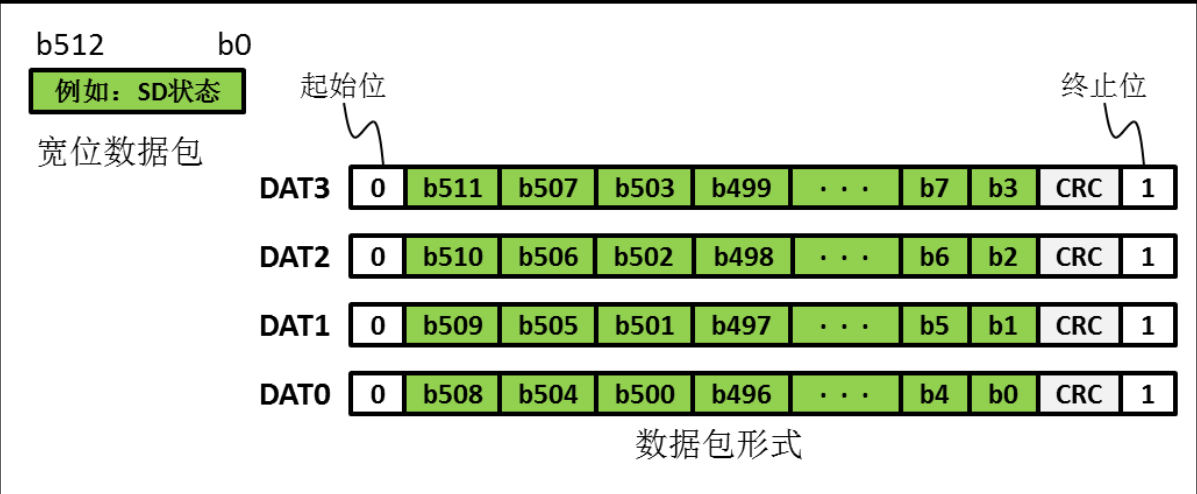 b512 b0
例如：SD状态
宽位数据包
起始位 终止位
DAT3 0 b511 b507 b503 b499 · · · b7 b3 CRC 1
DAT2 0 b510 b506 b502 b498 · · · b6 b2 CRC 1
DAT1 0 b509 b505 b501 b497 · · · b5 b1 CRC 1
DAT0 0 b508 b504 b500 b496 · · · b4 b0 CRC 1
数据包形式